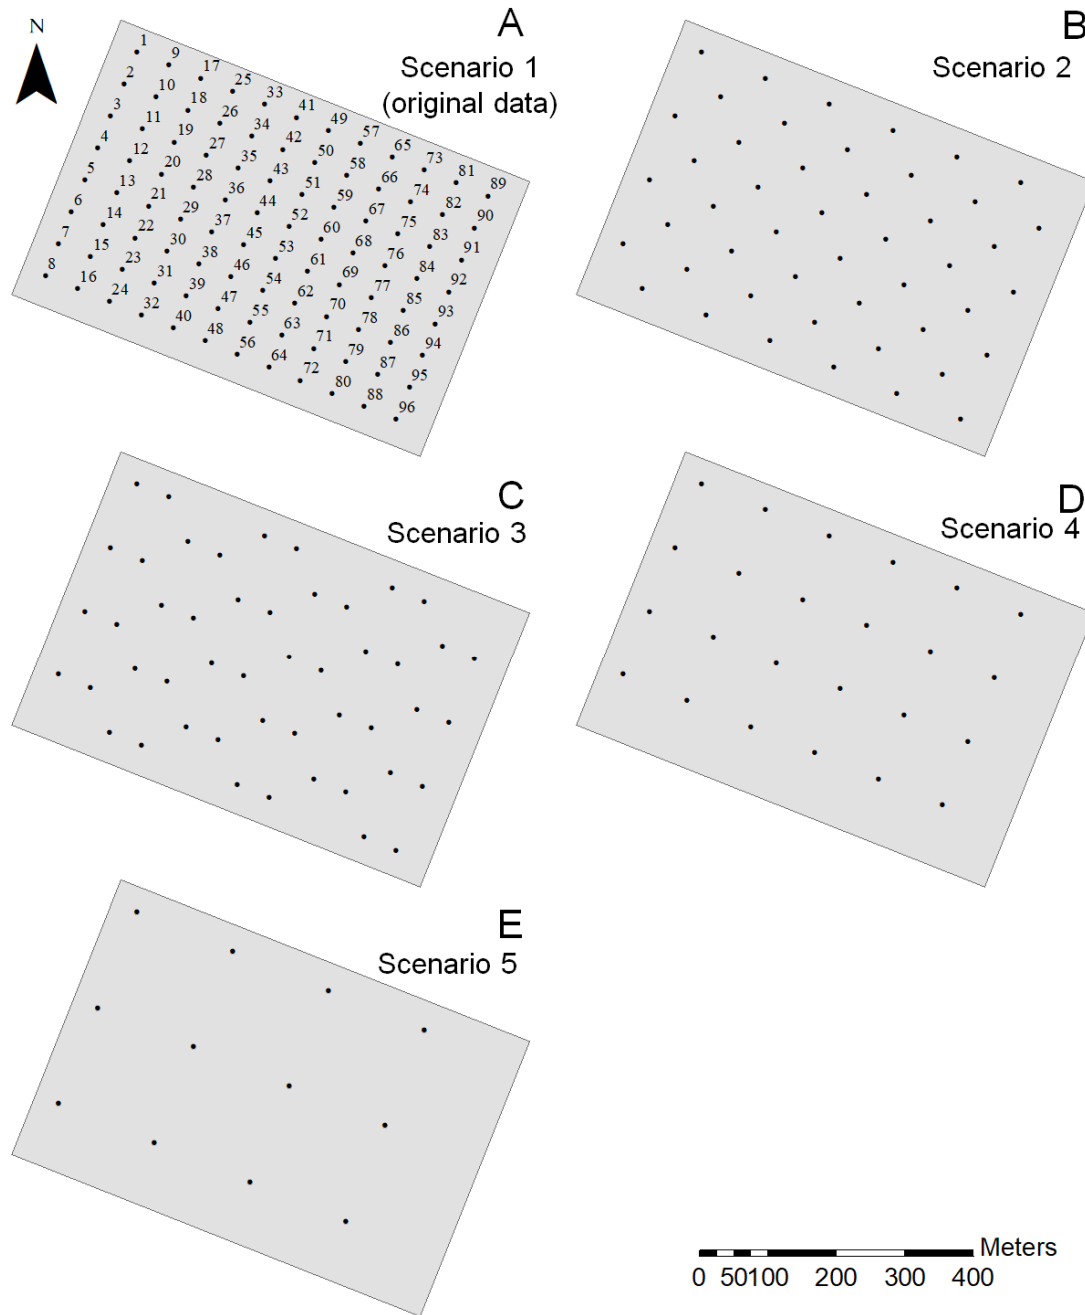 N
A
Scenario 1
(original data)
1 9 17 25 33 41 49 57 65 73 81 89
2 10 18 26 34 42 50 58 66 74 82 90
3 11 19 27 35 43 51 59 67 75 83 91
4 12 20 28 36 44 52 60 68 76 84 92
5 13 21 29 37 45 53 61 69 77 85 93
6 14 22 30 38 46 54 62 70 78 86 94
7 15 23 31 39 47 55 63 71 79 87 95
8 16 24 32 40 48 56 64 72 80 88 96
B
Scenario 2
C
Scenario 3
D
Scenario 4
E
Scenario 5
Meters
0 50100 200 300 400